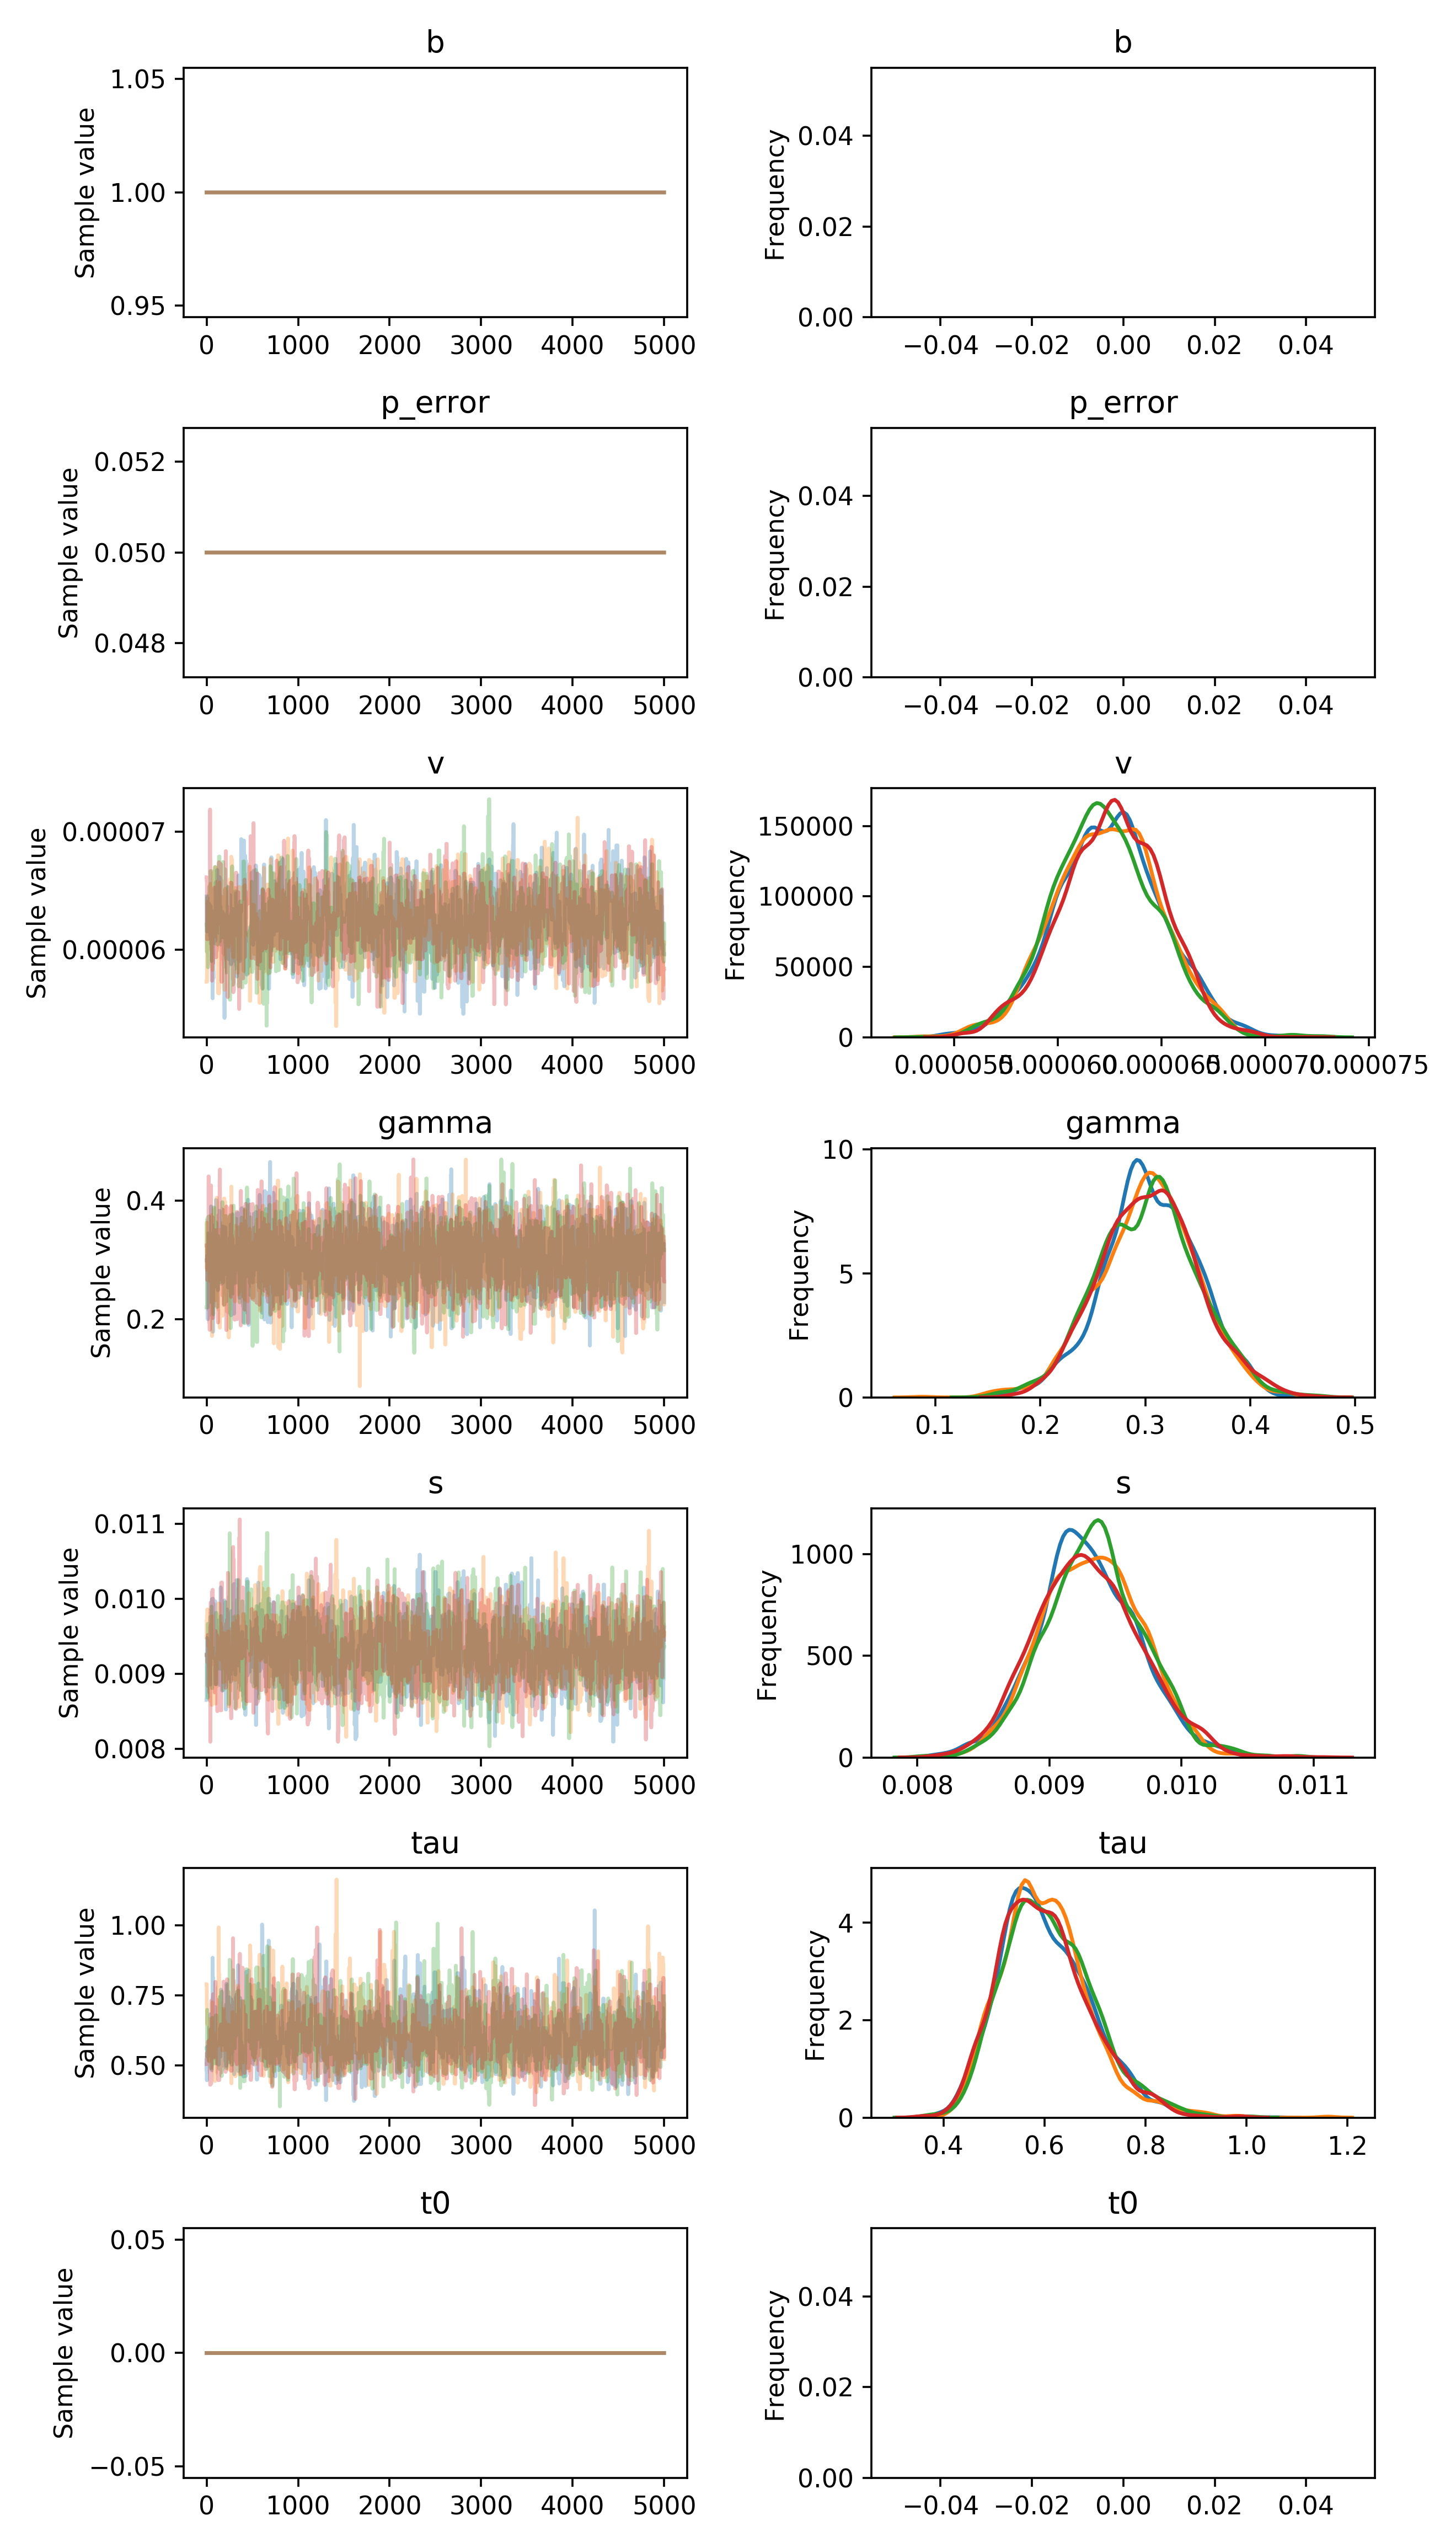 b
b
1.05
1.00
0.95
Sample value
0 1000 2000 3000 4000 5000
0.04
0.02
0.00
Frequency
−0.04 −0.02 0.00 0.02 0.04
p_error
p_error
0.052
0.050
0.048
Sample value
0 1000 2000 3000 4000 5000
0.04
0.02
0.00
Frequency
−0.04 −0.02 0.00 0.02 0.04
v
v
0.00007
0.00006
Sample value
0 1000 2000 3000 4000 5000
150000
100000
50000
0
Frequency
0.000055 0.000060 0.000065 0.000070 0.000075
gamma
gamma
0.4
0.2
Sample value
0 1000 2000 3000 4000 5000
10
5
0
Frequency
0.1 0.2 0.3 0.4 0.5
s
s
0.011
0.010
0.009
0.008
Sample value
0 1000 2000 3000 4000 5000
1000
500
0
Frequency
0.008 0.009 0.010 0.011
tau
tau
1.00
0.75
0.50
Sample value
0 1000 2000 3000 4000 5000
4
2
0
Frequency
0.4 0.6 0.8 1.0 1.2
t0
t0
0.05
0.00
−0.05
Sample value
0 1000 2000 3000 4000 5000
0.04
0.02
0.00
Frequency
−0.04 −0.02 0.00 0.02 0.04